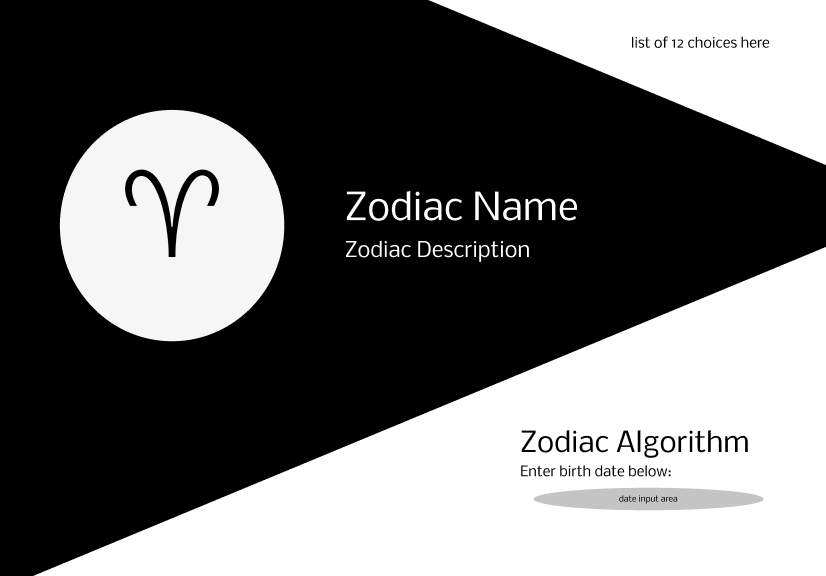 list of 12 choices here
Zodiac Name
Zodiac Description
Zodiac Algorithm
Enter birth date below:
date input area